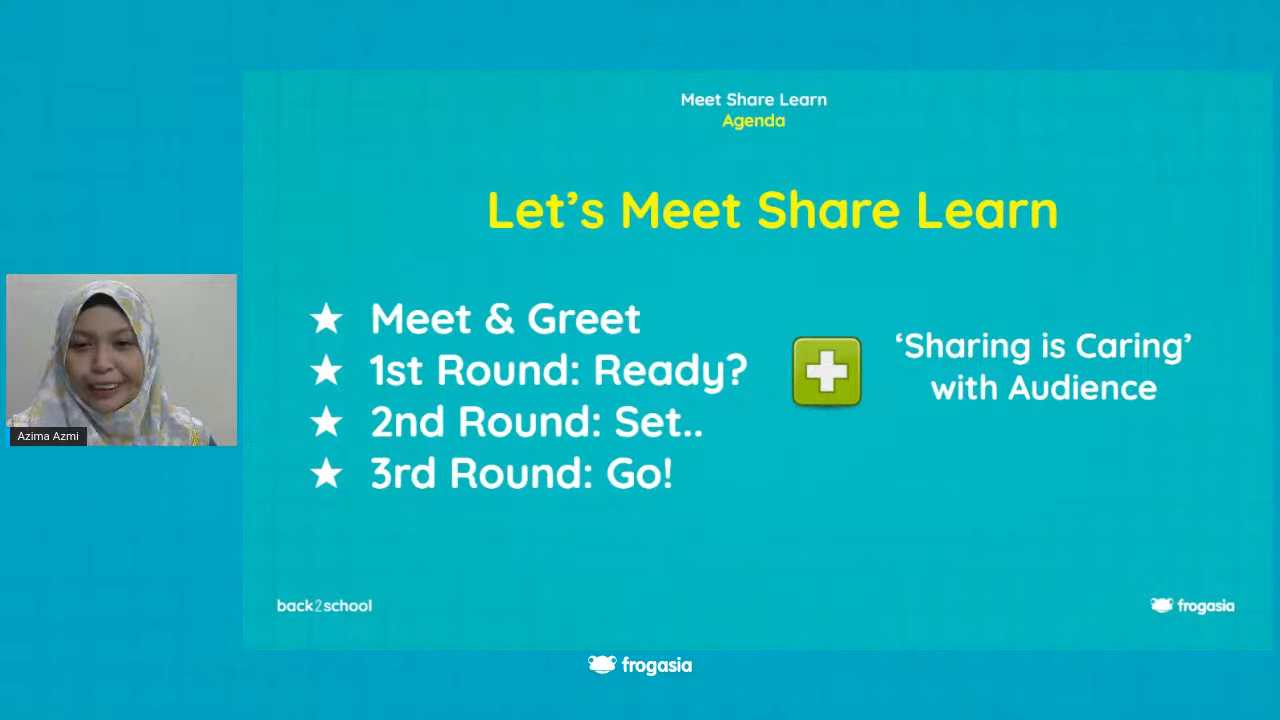 Meet Share Learn
Agenda
Let's Meet Share Learn
★ Meet & Greet
★ 1st Round: Ready?
★ 2nd Round: Set..
★ 3rd Round: Go!
‘Sharing is Caring’
with Audience
Azima Azmi
back2school
frogasia
frogasia